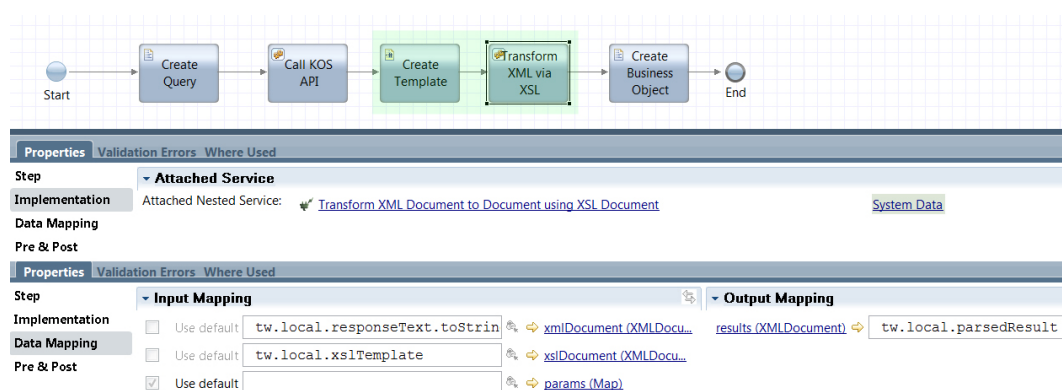 Start
Create
Query
Call KOS
API
Create
Template
Transform
XML via
XSL
Create
Business
Object
End
Properties Validation Errors Where Used
Step
Attached Service
Implementation
Attached Nested Service: Transform XML Document to Document using XSL Document System Data
Data Mapping
Pre & Post
Properties Validation Errors Where Used
Step
Input Mapping
Output Mapping
Implementation
Use default tw.local.responseText.toStrin xmlDocument (XMLDocu... results (XMLDocument) tw.local.parsedResult
Data Mapping
Use default tw.local.xslTemplate xslDocument (XMLDocu...
Pre & Post
Use default params (Map)